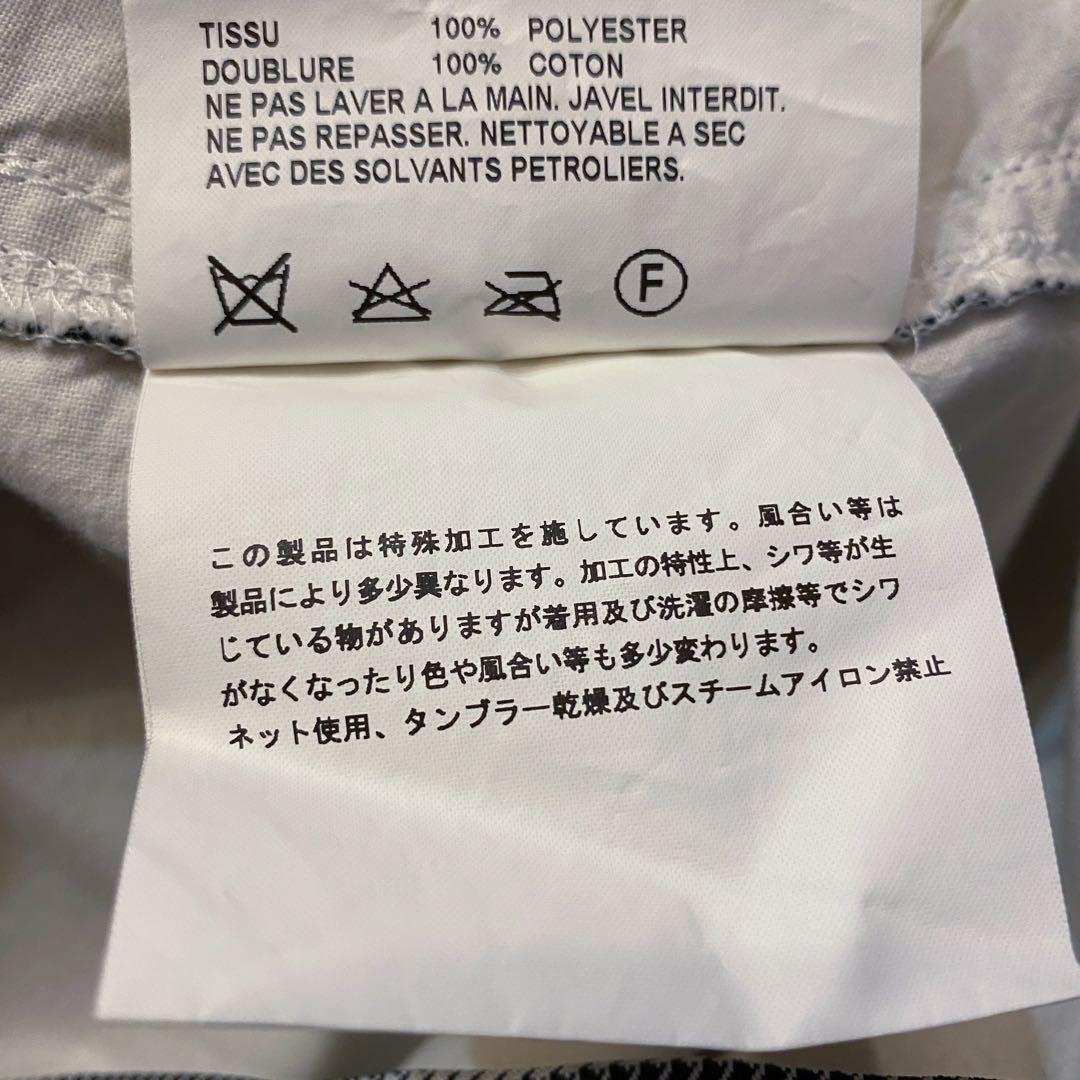 TISSU 100% POLYESTER
DOUBLURE 100% COTON
NE PAS LAVER A LA MAIN. JAVEL INTERDIT.
NE PAS REPASSER. NETTOYABLE A SEC
AVEC DES SOLVANTS PETROLIERS.
F
この製品は特殊加工を施しています。風合い等は
製品により多少異なります。加工の特性上、シワ等が生
じている物がありますが着用及び洗濯の摩擦等でシワ
がなくなったり色や風合い等も多少変わります。
ネット使用、タンブラー乾燥及びスチームアイロン禁止